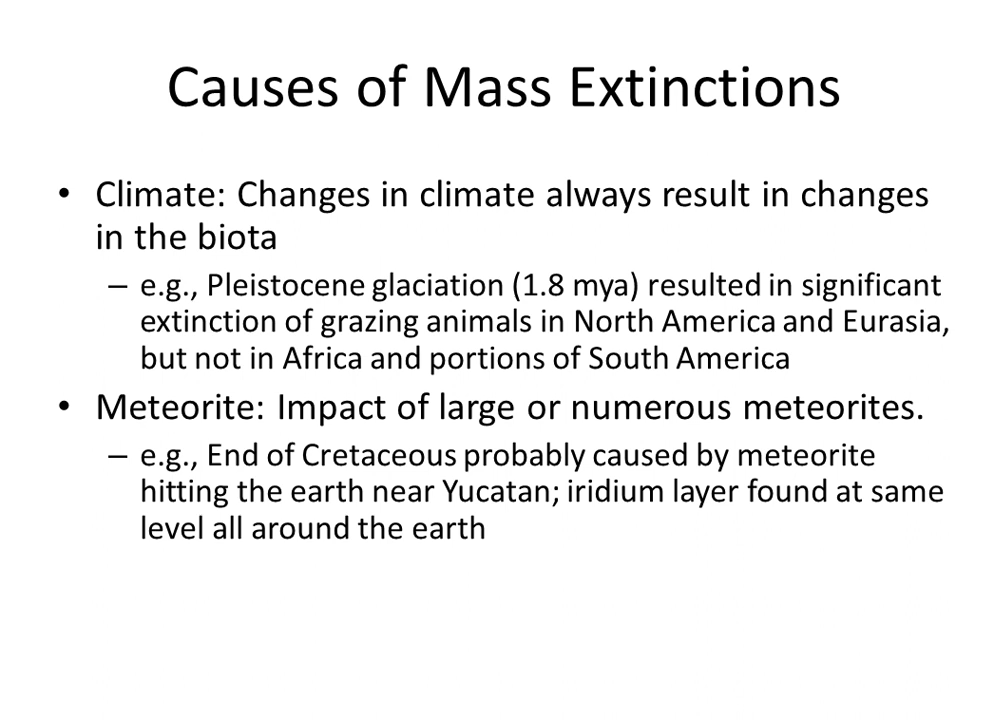 Causes of Mass Extinctions
• Climate: Changes in climate always result in changes
in the biota
– e.g., Pleistocene glaciation (1.8 mya) resulted in significant
extinction of grazing animals in North America and Eurasia,
but not in Africa and portions of South America
• Meteorite: Impact of large or numerous meteorites.
– e.g., End of Cretaceous probably caused by meteorite
hitting the earth near Yucatan; iridium layer found at same
level all around the earth